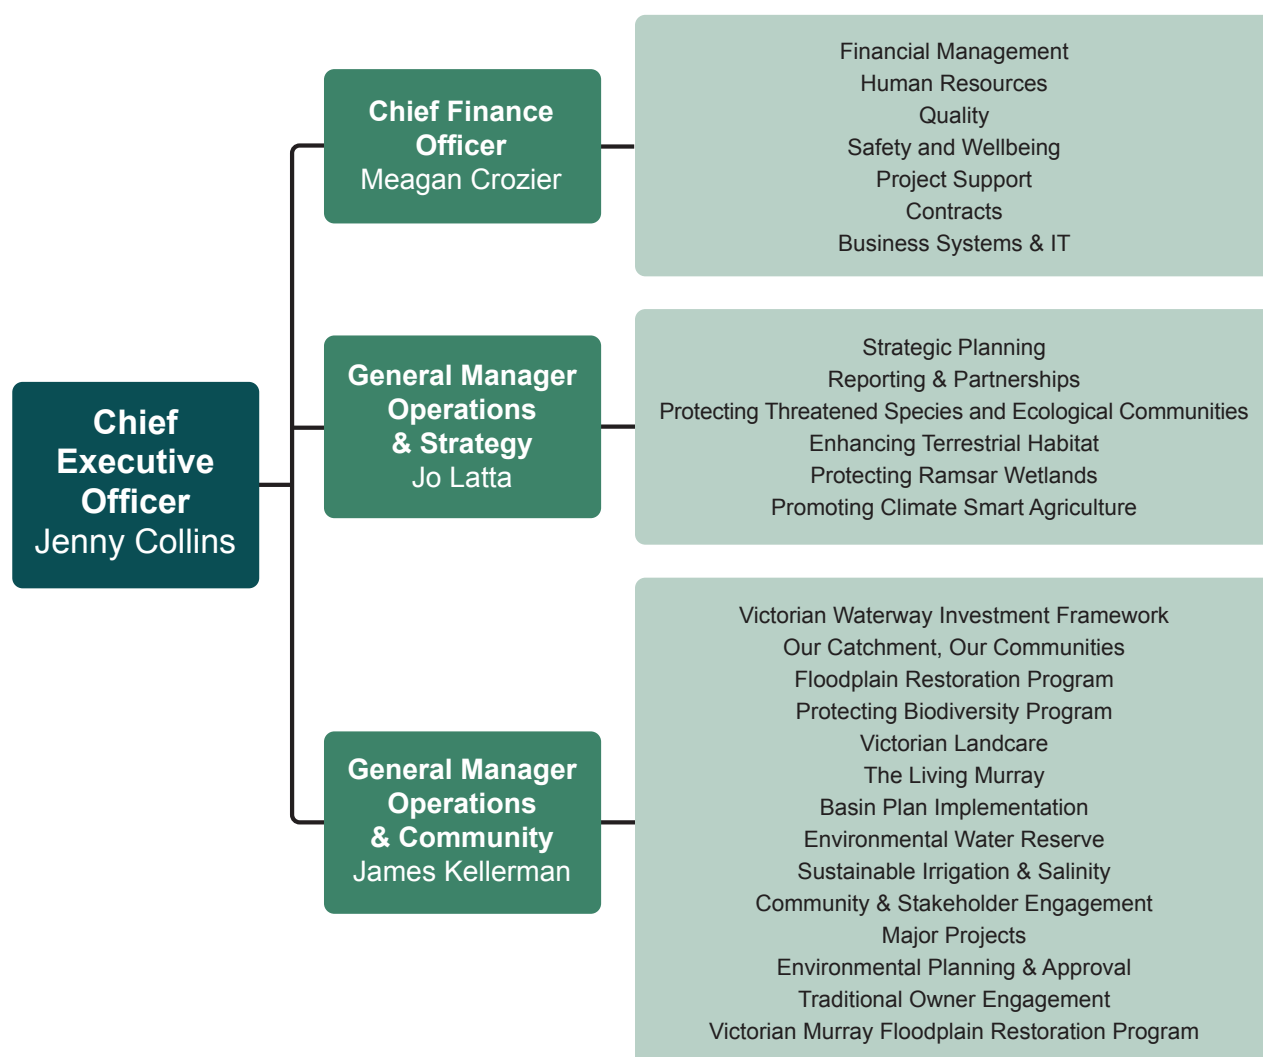 Chief
Executive
Officer
Jenny Collins
Chief Finance
Officer
Meagan Crozier
Financial Management
Human Resources
Quality
Safety and Wellbeing
Project Support
Contracts
Business Systems & IT
General Manager
Operations
& Strategy
Jo Latta
Strategic Planning
Reporting & Partnerships
Protecting Threatened Species and Ecological Communities
Enhancing Terrestrial Habitat
Protecting Ramsar Wetlands
Promoting Climate Smart Agriculture
General Manager
Operations
& Community
James Kellerman
Victorian Waterway Investment Framework
Our Catchment, Our Communities
Floodplain Restoration Program
Protecting Biodiversity Program
Victorian Landcare
The Living Murray
Basin Plan Implementation
Environmental Water Reserve
Sustainable Irrigation & Salinity
Community & Stakeholder Engagement
Major Projects
Environmental Planning & Approval
Traditional Owner Engagement
Victorian Murray Floodplain Restoration Program